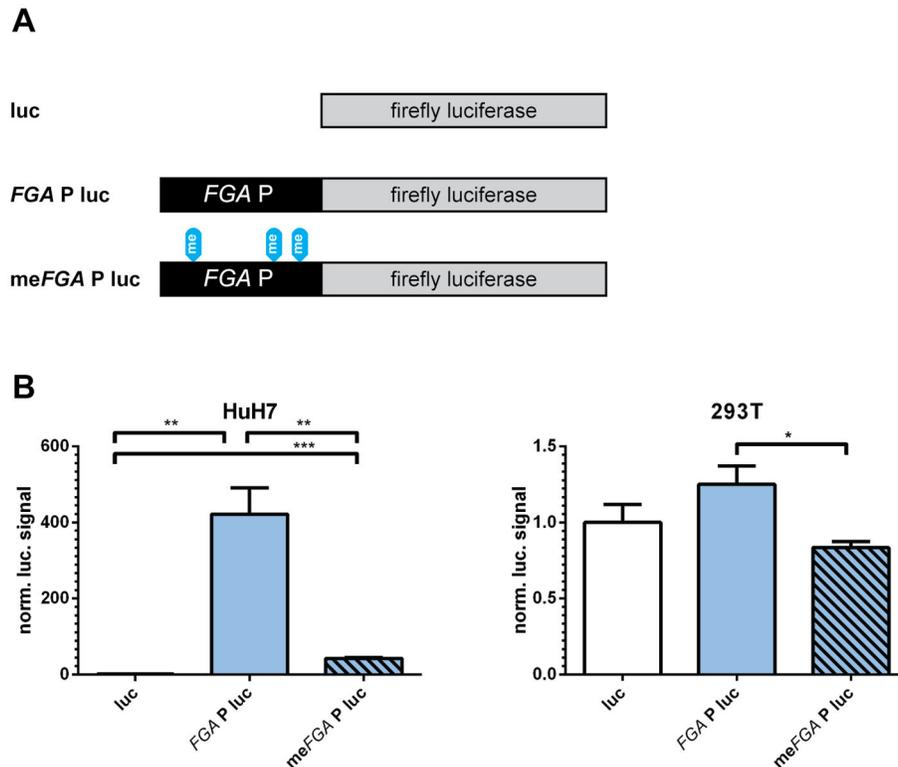 A
luc
firefly luciferase
FGA P luc
FGA P
firefly luciferase
me
me
me
meFGA P luc
FGA P
firefly luciferase
B
HuH7
**
**
***
norm. luc. signal
600
400
200
0
luc
FGA P luc
meFGA P luc
293T
*
norm. luc. signal
1.5
1.0
0.5
0.0
luc
FGA P luc
meFGA P luc